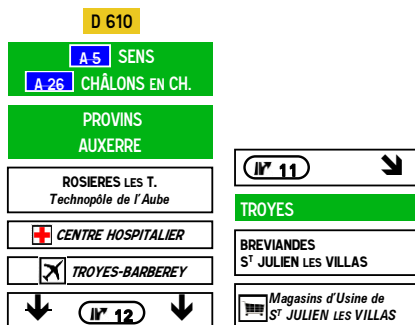 D 610
A 5 SENS
A 26 CHÂLONS EN CH.
PROVINS
AUXERRE
ROSIERES LES T.
Technopôle de l'Aube
CENTRE HOSPITALIER
TROYES-BARBEREY
12
11
TROYES
BREVIANDES
Sᵀ JULIEN LES VILLAS
Magasins d'Usine de
Sᵀ JULIEN LES VILLAS